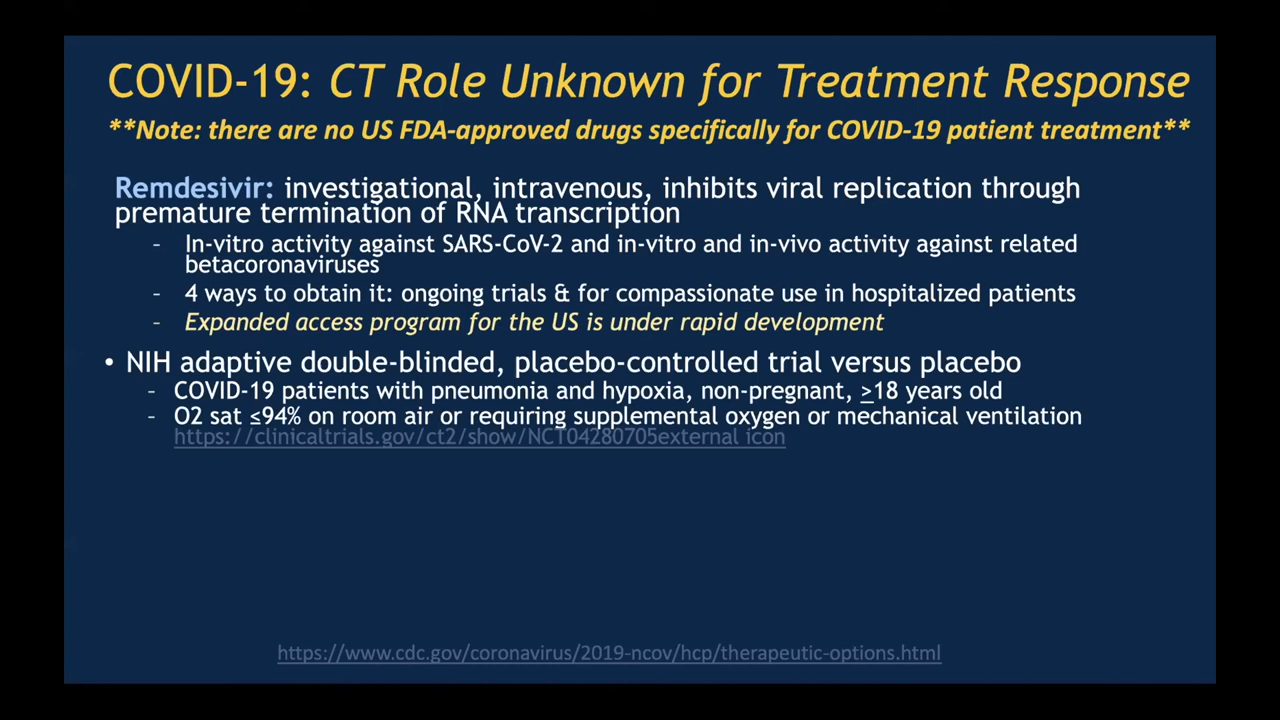 COVID-19: CT Role Unknown for Treatment Response
**Note: there are no US FDA-approved drugs specifically for COVID-19 patient treatment**
Remdesivir: investigational, intravenous, inhibits viral replication through
premature termination of RNA transcription
- In-vitro activity against SARS-CoV-2 and in-vitro and in-vivo activity against related
betacoronaviruses
- 4 ways to obtain it: ongoing trials & for compassionate use in hospitalized patients
- Expanded access program for the US is under rapid development
• NIH adaptive double-blinded, placebo-controlled trial versus placebo
- COVID-19 patients with pneumonia and hypoxia, non-pregnant, >18 years old
- O2 sat ≤94% on room air or requiring supplemental oxygen or mechanical ventilation
https://clinicaltrials.gov/ct2/show/NCT04280705external icon
https://www.cdc.gov/coronavirus/2019-ncov/hcp/therapeutic-options.html